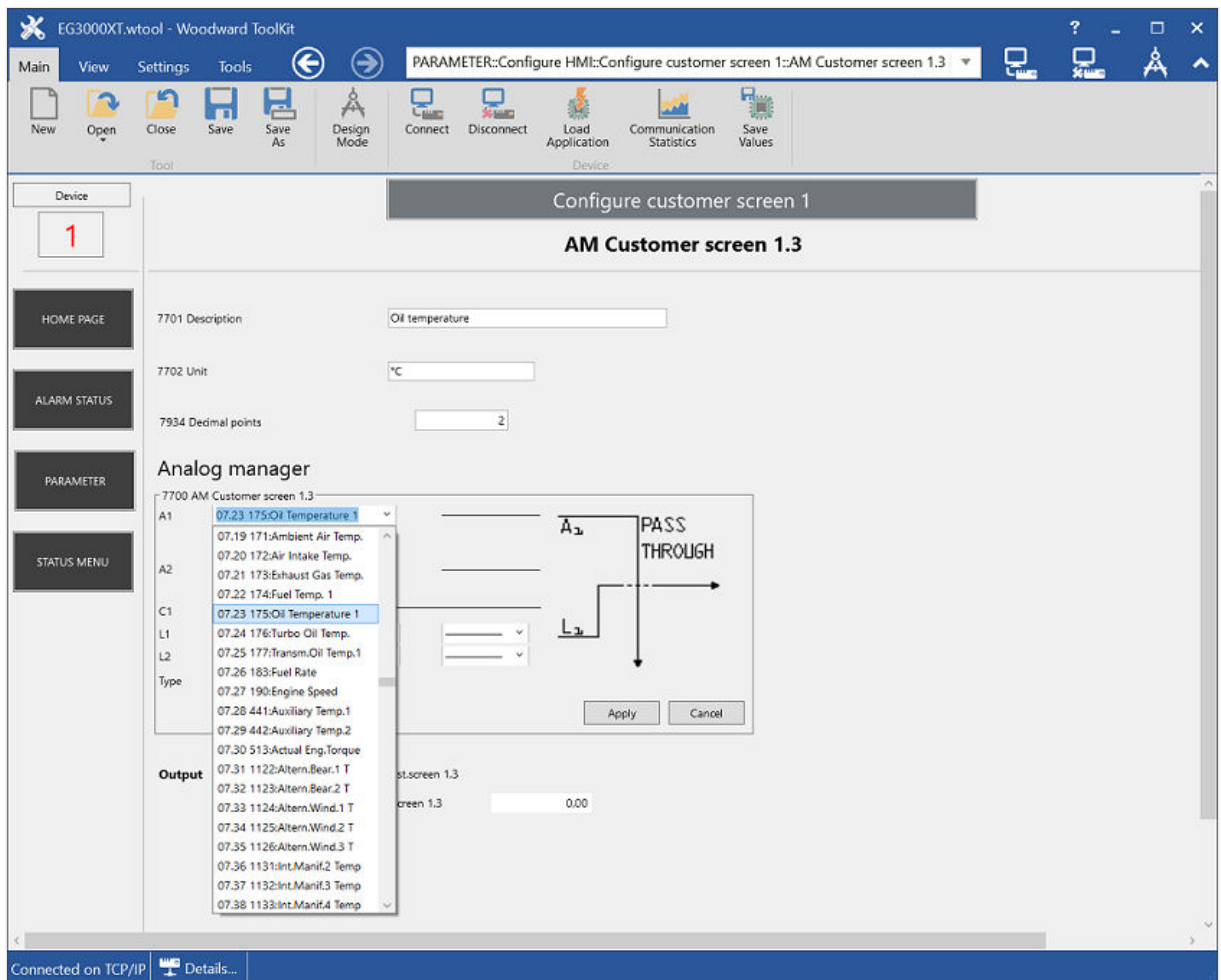 EG3000XT.wtool - Woodward ToolKit
?
Main View Settings Tools
PARAMETER::Configure HMI::Configure customer screen 1::AM Customer screen 1.3
New Open Close Save Save As Design Mode Connect Disconnect Load Application Communication Statistics Save Values
Tool Device
Device
1
HOME PAGE
ALARM STATUS
PARAMETER
STATUS MENU
Configure customer screen 1
AM Customer screen 1.3
7701 Description Oil temperature
7702 Unit °C
7934 Decimal points 2
Analog manager
7700 AM Customer screen 1.3
A1 07.23 175:Oil Temperature 1
A2
C1
L1
L2
Type
07.19 171:Ambient Air Temp.
07.20 172:Air Intake Temp.
07.21 173:Exhaust Gas Temp.
07.22 174:Fuel Temp. 1
07.23 175:Oil Temperature 1
07.24 176:Turbo Oil Temp.
07.25 177:Transm.Oil Temp.1
07.26 183:Fuel Rate
07.27 190:Engine Speed
07.28 441:Auxiliary Temp.1
07.29 442:Auxiliary Temp.2
07.30 513:Actual Eng.Torque
07.31 1122:Altern.Bear.1 T
07.32 1123:Altern.Bear.2 T
07.33 1124:Altern.Wind.1 T
07.34 1125:Altern.Wind.2 T
07.35 1126:Altern.Wind.3 T
07.36 1131:Int.Manif.2 Temp
07.37 1132:Int.Manif.3 Temp
07.38 1133:Int.Manif.4 Temp
A1
PASS
THROUGH
L1
Apply Cancel
Output st.screen 1.3
creen 1.3 0.00
Connected on TCP/IP Details...